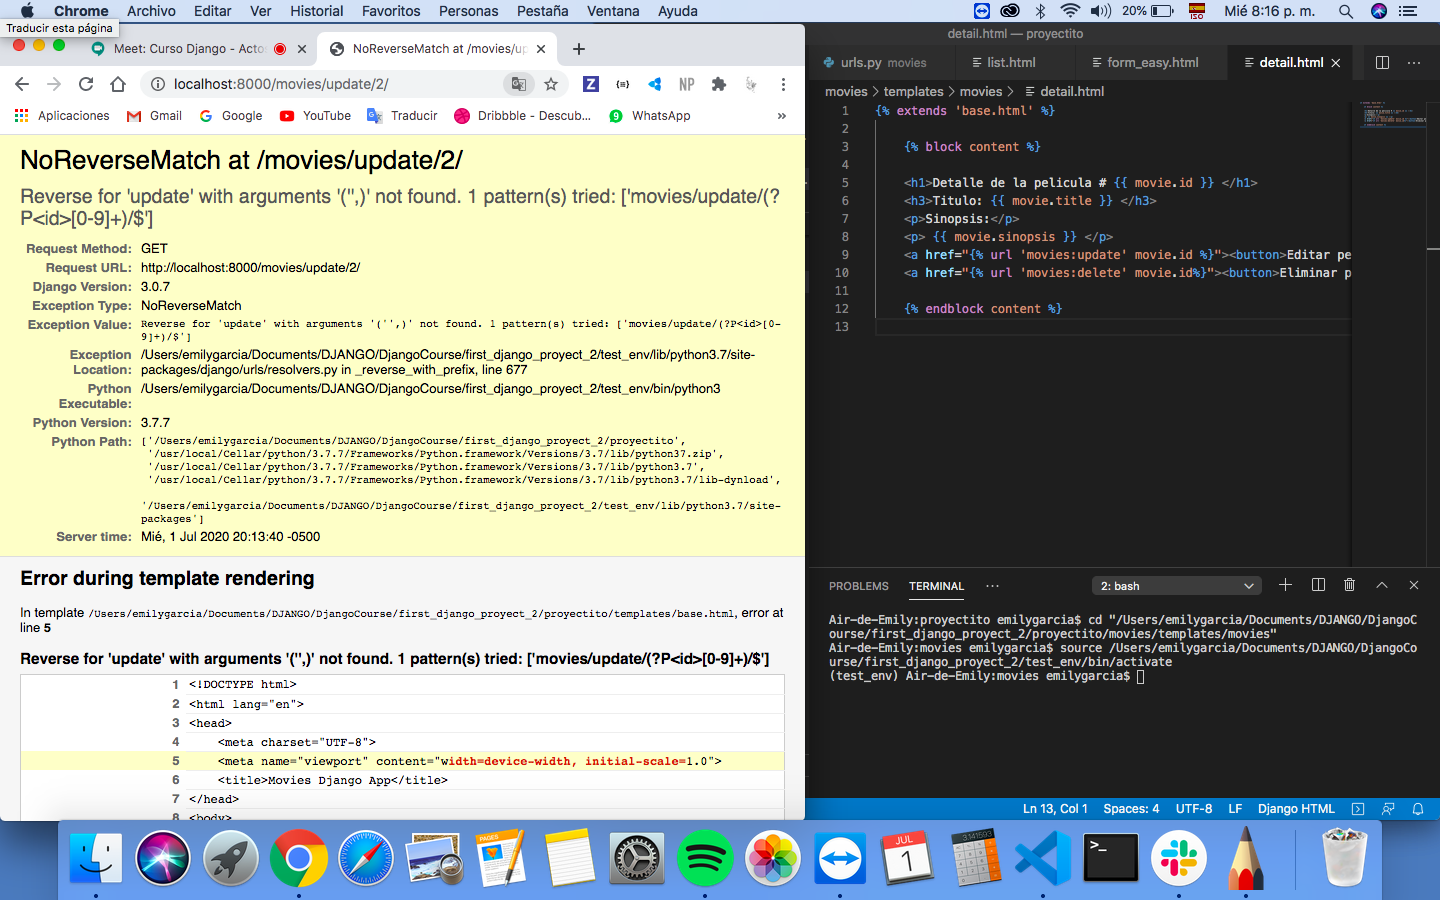 Chrome Archivo Editar Ver Historial Favoritos Personas Pestaña Ventana Ayuda 20% ISO Mié 8:16 p. m.
Traducir esta página
Meet: Curso Django - Acto
NoReverseMatch at /movies/up
localhost:8000/movies/update/2/
Z NP
Aplicaciones Gmail Google YouTube Traducir Dribbble - Descub... 9 WhatsApp »
NoReverseMatch at /movies/update/2/
Reverse for 'update' with arguments '('',)' not found. 1 pattern(s) tried: ['movies/update/(?
P<id>[0-9]+)/$']
Request Method: GET
Request URL: http://localhost:8000/movies/update/2/
Django Version: 3.0.7
Exception Type: NoReverseMatch
Exception Value: Reverse for 'update' with arguments '('',)' not found. 1 pattern(s) tried: ['movies/update/(?P<id>[0-
9]+)/$']
Exception Location: /Users/emilygarcia/Documents/DJANGO/DjangoCourse/first_django_proyect_2/test_env/lib/python3.7/site-
packages/django/urls/resolvers.py in _reverse_with_prefix, line 677
Python Executable: /Users/emilygarcia/Documents/DJANGO/DjangoCourse/first_django_proyect_2/test_env/bin/python3
Python Version: 3.7.7
Python Path: ['/Users/emilygarcia/Documents/DJANGO/DjangoCourse/first_django_proyect_2/proyectito',
'/usr/local/Cellar/python/3.7.7/Frameworks/Python.framework/Versions/3.7/lib/python37.zip',
'/usr/local/Cellar/python/3.7.7/Frameworks/Python.framework/Versions/3.7/lib/python3.7',
'/usr/local/Cellar/python/3.7.7/Frameworks/Python.framework/Versions/3.7/lib/python3.7/lib-dynload',
'/Users/emilygarcia/Documents/DJANGO/DjangoCourse/first_django_proyect_2/test_env/lib/python3.7/site-
packages']
Server time: Mié, 1 Jul 2020 20:13:40 -0500
Error during template rendering
In template /Users/emilygarcia/Documents/DJANGO/DjangoCourse/first_django_proyect_2/proyectito/templates/base.html, error at
line 5
Reverse for 'update' with arguments '('',)' not found. 1 pattern(s) tried: ['movies/update/(?P<id>[0-9]+)/$']
1 <!DOCTYPE html>
2 <html lang="en">
3 <head>
4 <meta charset="UTF-8">
5 <meta name="viewport" content="width=device-width, initial-scale=1.0">
6 <title>Movies Django App</title>
7 </head>
8 <body>
detail.html — proyectito
urls.py movies list.html form_easy.html detail.html
movies > templates > movies > detail.html
1 {% extends 'base.html' %}
2
3 {% block content %}
4
5 <h1>Detalle de la pelicula # {{ movie.id }} </h1>
6 <h3>Titulo: {{ movie.title }} </h3>
7 <p>Sinopsis:</p>
8 <p> {{ movie.sinopsis }} </p>
9 <a href="{% url 'movies:update' movie.id %}"><button>Editar pe
10 <a href="{% url 'movies:delete' movie.id%}"><button>Eliminar p
11
12 {% endblock content %}
13
PROBLEMS TERMINAL ··· 2: bash
Air-de-Emily:proyectito emilygarcia$ cd "/Users/emilygarcia/Documents/DJANGO/DjangoC
ourse/first_django_proyect_2/proyectito/movies/templates/movies"
Air-de-Emily:movies emilygarcia$ source /Users/emilygarcia/Documents/DJANGO/DjangoCo
urse/first_django_proyect_2/test_env/bin/activate
(test_env) Air-de-Emily:movies emilygarcia$
Ln 13, Col 1 Spaces: 4 UTF-8 LF Django HTML
PAGES
JUL
1
>_